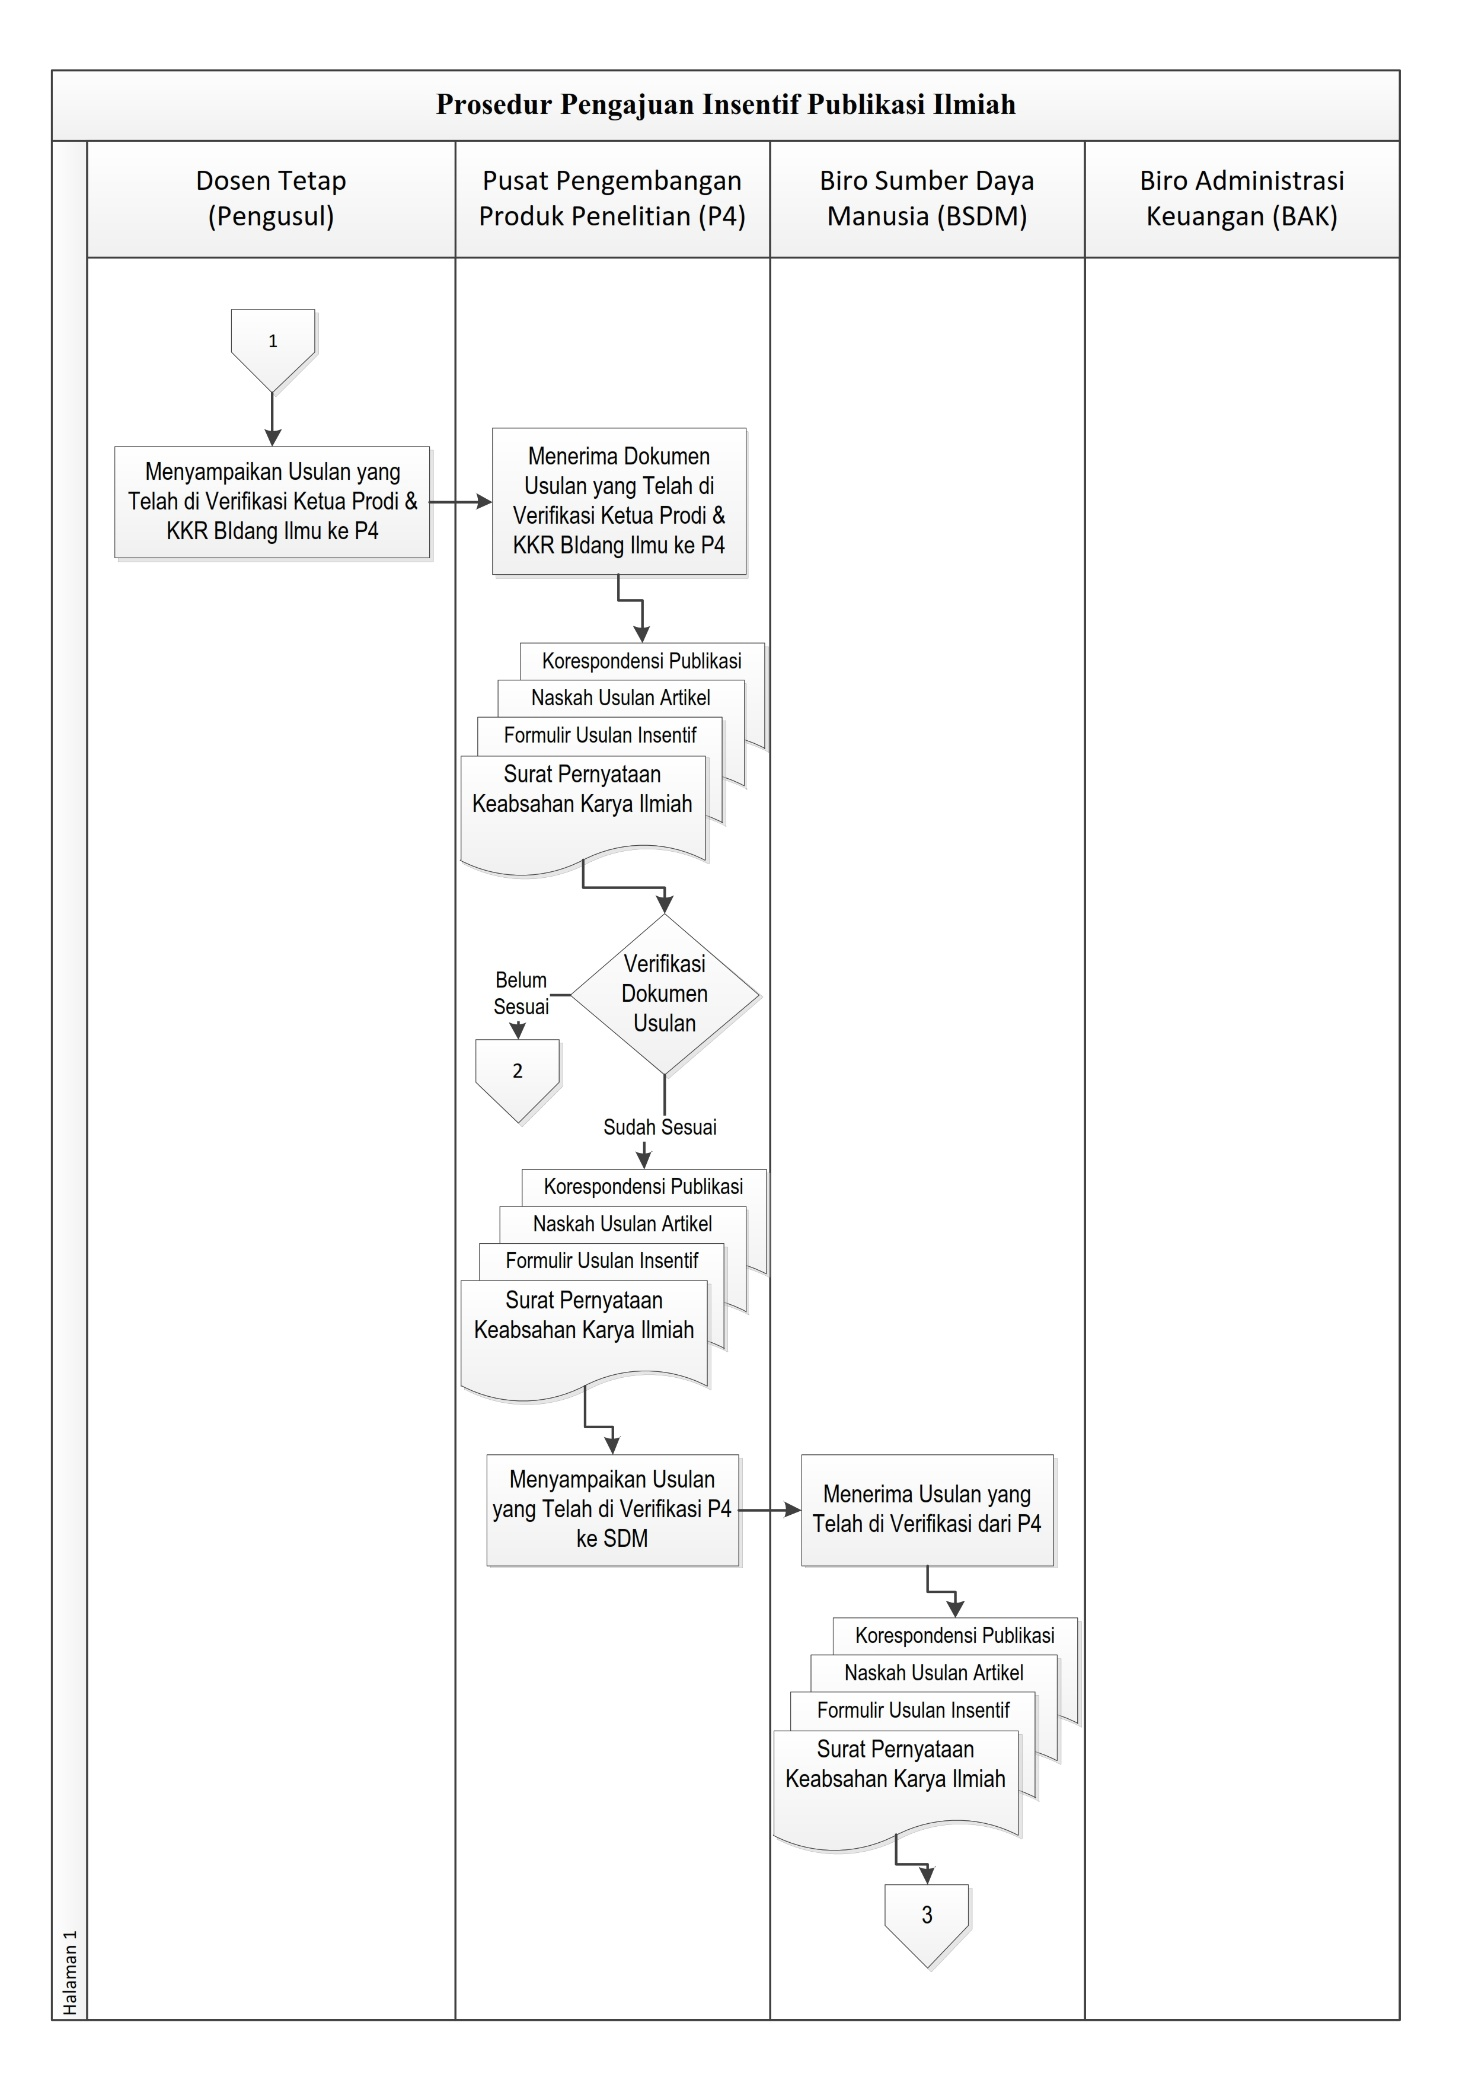 Prosedur Pengajuan Insentif Publikasi Ilmiah
Dosen Tetap
(Pengusul)
Pusat Pengembangan
Produk Penelitian (P4)
Biro Sumber Daya
Manusia (BSDM)
Biro Administrasi
Keuangan (BAK)
1
Menyampaikan Usulan yang
Telah di Verifikasi Ketua Prodi &
KKR BIdang Ilmu ke P4
Menerima Dokumen
Usulan yang Telah di
Verifikasi Ketua Prodi &
KKR BIdang Ilmu ke P4
Korespondensi Publikasi
Naskah Usulan Artikel
Formulir Usulan Insentif
Surat Pernyataan
Keabsahan Karya Ilmiah
Verifikasi
Dokumen
Usulan
Belum
Sesuai
2
Sudah Sesuai
Korespondensi Publikasi
Naskah Usulan Artikel
Formulir Usulan Insentif
Surat Pernyataan
Keabsahan Karya Ilmiah
Menyampaikan Usulan
yang Telah di Verifikasi P4
ke SDM
Menerima Usulan yang
Telah di Verifikasi dari P4
Korespondensi Publikasi
Naskah Usulan Artikel
Formulir Usulan Insentif
Surat Pernyataan
Keabsahan Karya Ilmiah
3
Halaman 1